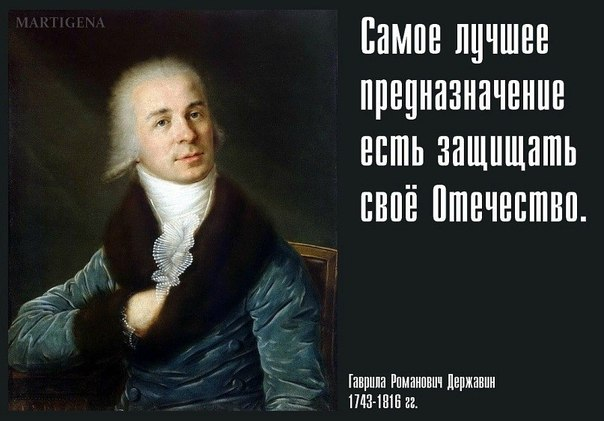 MARTIGENA
Самое лучшее
предназначение
есть защищать
своё Отечество.
Гаврила Романович Державин
1743-1816 гг.